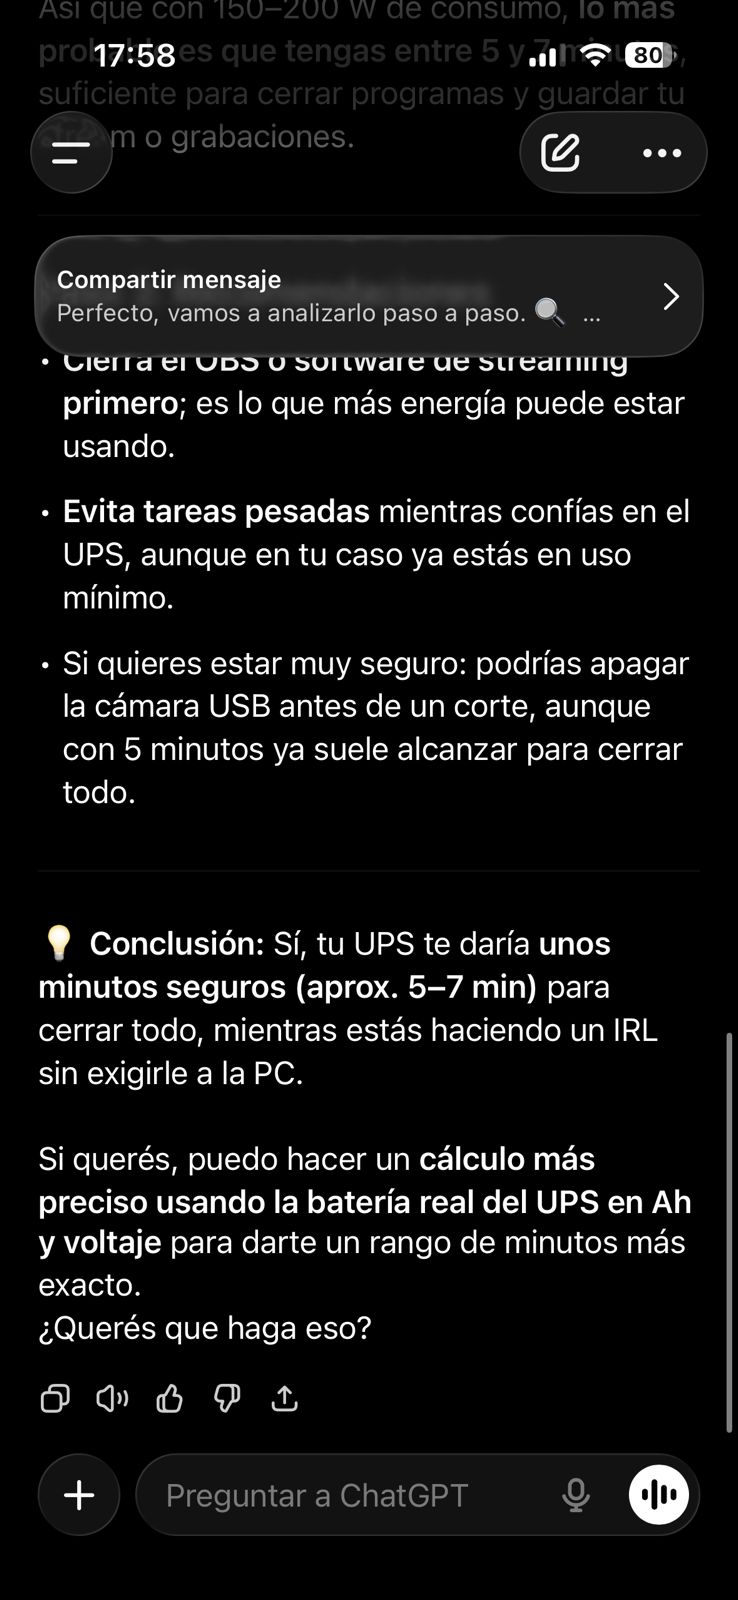 Así que con 150–200 W de consumo, lo más
probable es que tengas entre 5 y 7 minutos,
17:58
80
suficiente para cerrar programas y guardar tu
m o grabaciones.
Compartir mensaje
Perfecto, vamos a analizarlo paso a paso. 🔍 ...
• Cierra el OBS o software de streaming
primero; es lo que más energía puede estar
usando.
• Evita tareas pesadas mientras confías en el
UPS, aunque en tu caso ya estás en uso
mínimo.
• Si quieres estar muy seguro: podrías apagar
la cámara USB antes de un corte, aunque
con 5 minutos ya suele alcanzar para cerrar
todo.
💡 Conclusión: Sí, tu UPS te daría unos
minutos seguros (aprox. 5–7 min) para
cerrar todo, mientras estás haciendo un IRL
sin exigirle a la PC.
Si querés, puedo hacer un cálculo más
preciso usando la batería real del UPS en Ah
y voltaje para darte un rango de minutos más
exacto.
¿Querés que haga eso?
Preguntar a ChatGPT